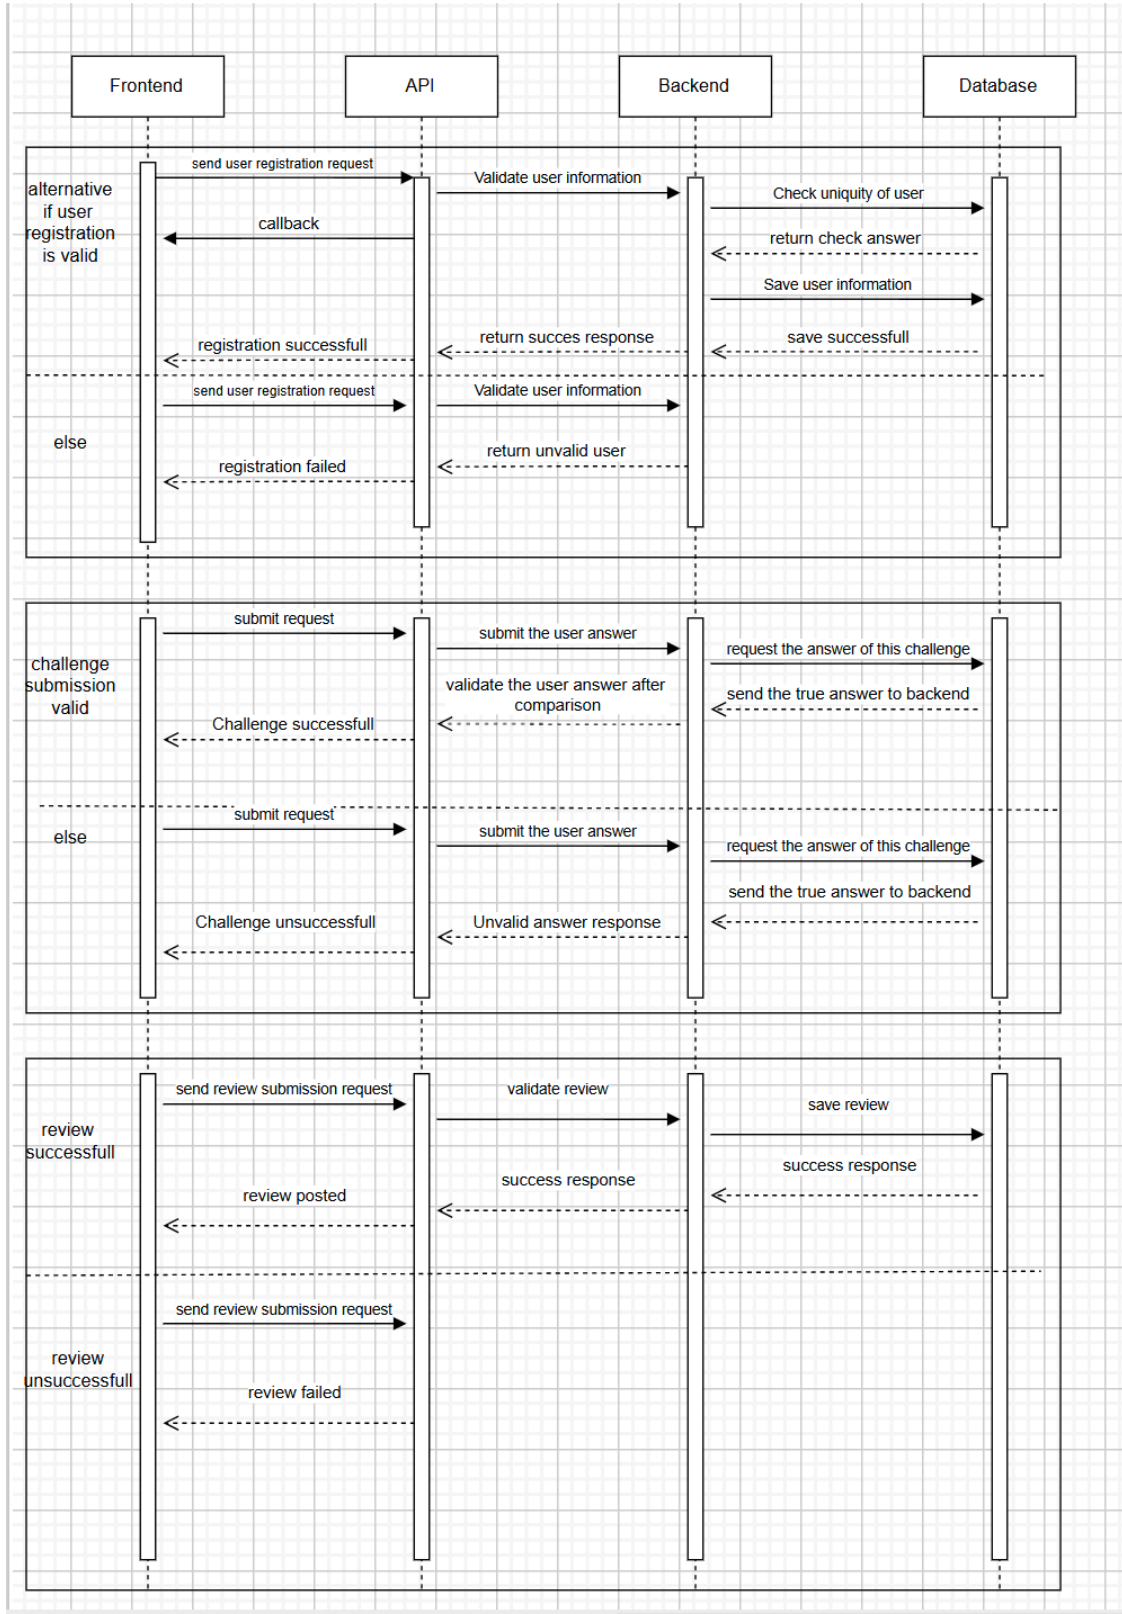 Frontend
API
Backend
Database
alternative
if user
registration
is valid
send user registration request
Validate user information
Check uniquity of user
callback
return check answer
Save user information
registration successfull
return succes response
save successfull
send user registration request
Validate user information
else
return unvalid user
registration failed
challenge
submission
valid
submit request
submit the user answer
request the answer of this challenge
validate the user answer after
comparison
send the true answer to backend
Challenge successfull
else
submit request
submit the user answer
request the answer of this challenge
send the true answer to backend
Challenge unsuccessfull
Unvalid answer response
review
successfull
send review submission request
validate review
save review
success response
success response
review posted
send review submission request
review
unsuccessfull
review failed